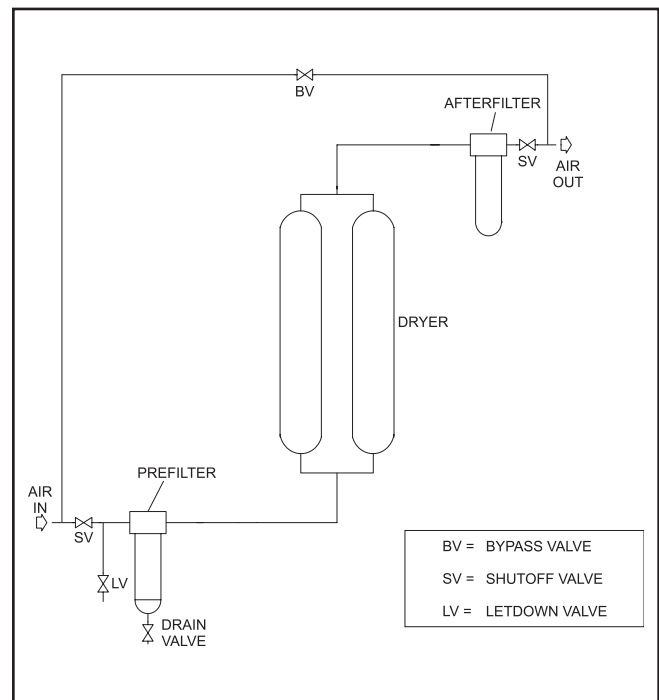 BV
AFTERFILTER
SV
AIR
OUT
DRYER
PREFILTER
AIR
IN
SV
LV
DRAIN
VALVE
BV = BYPASS VALVE
SV = SHUTOFF VALVE
LV = LETDOWN VALVE